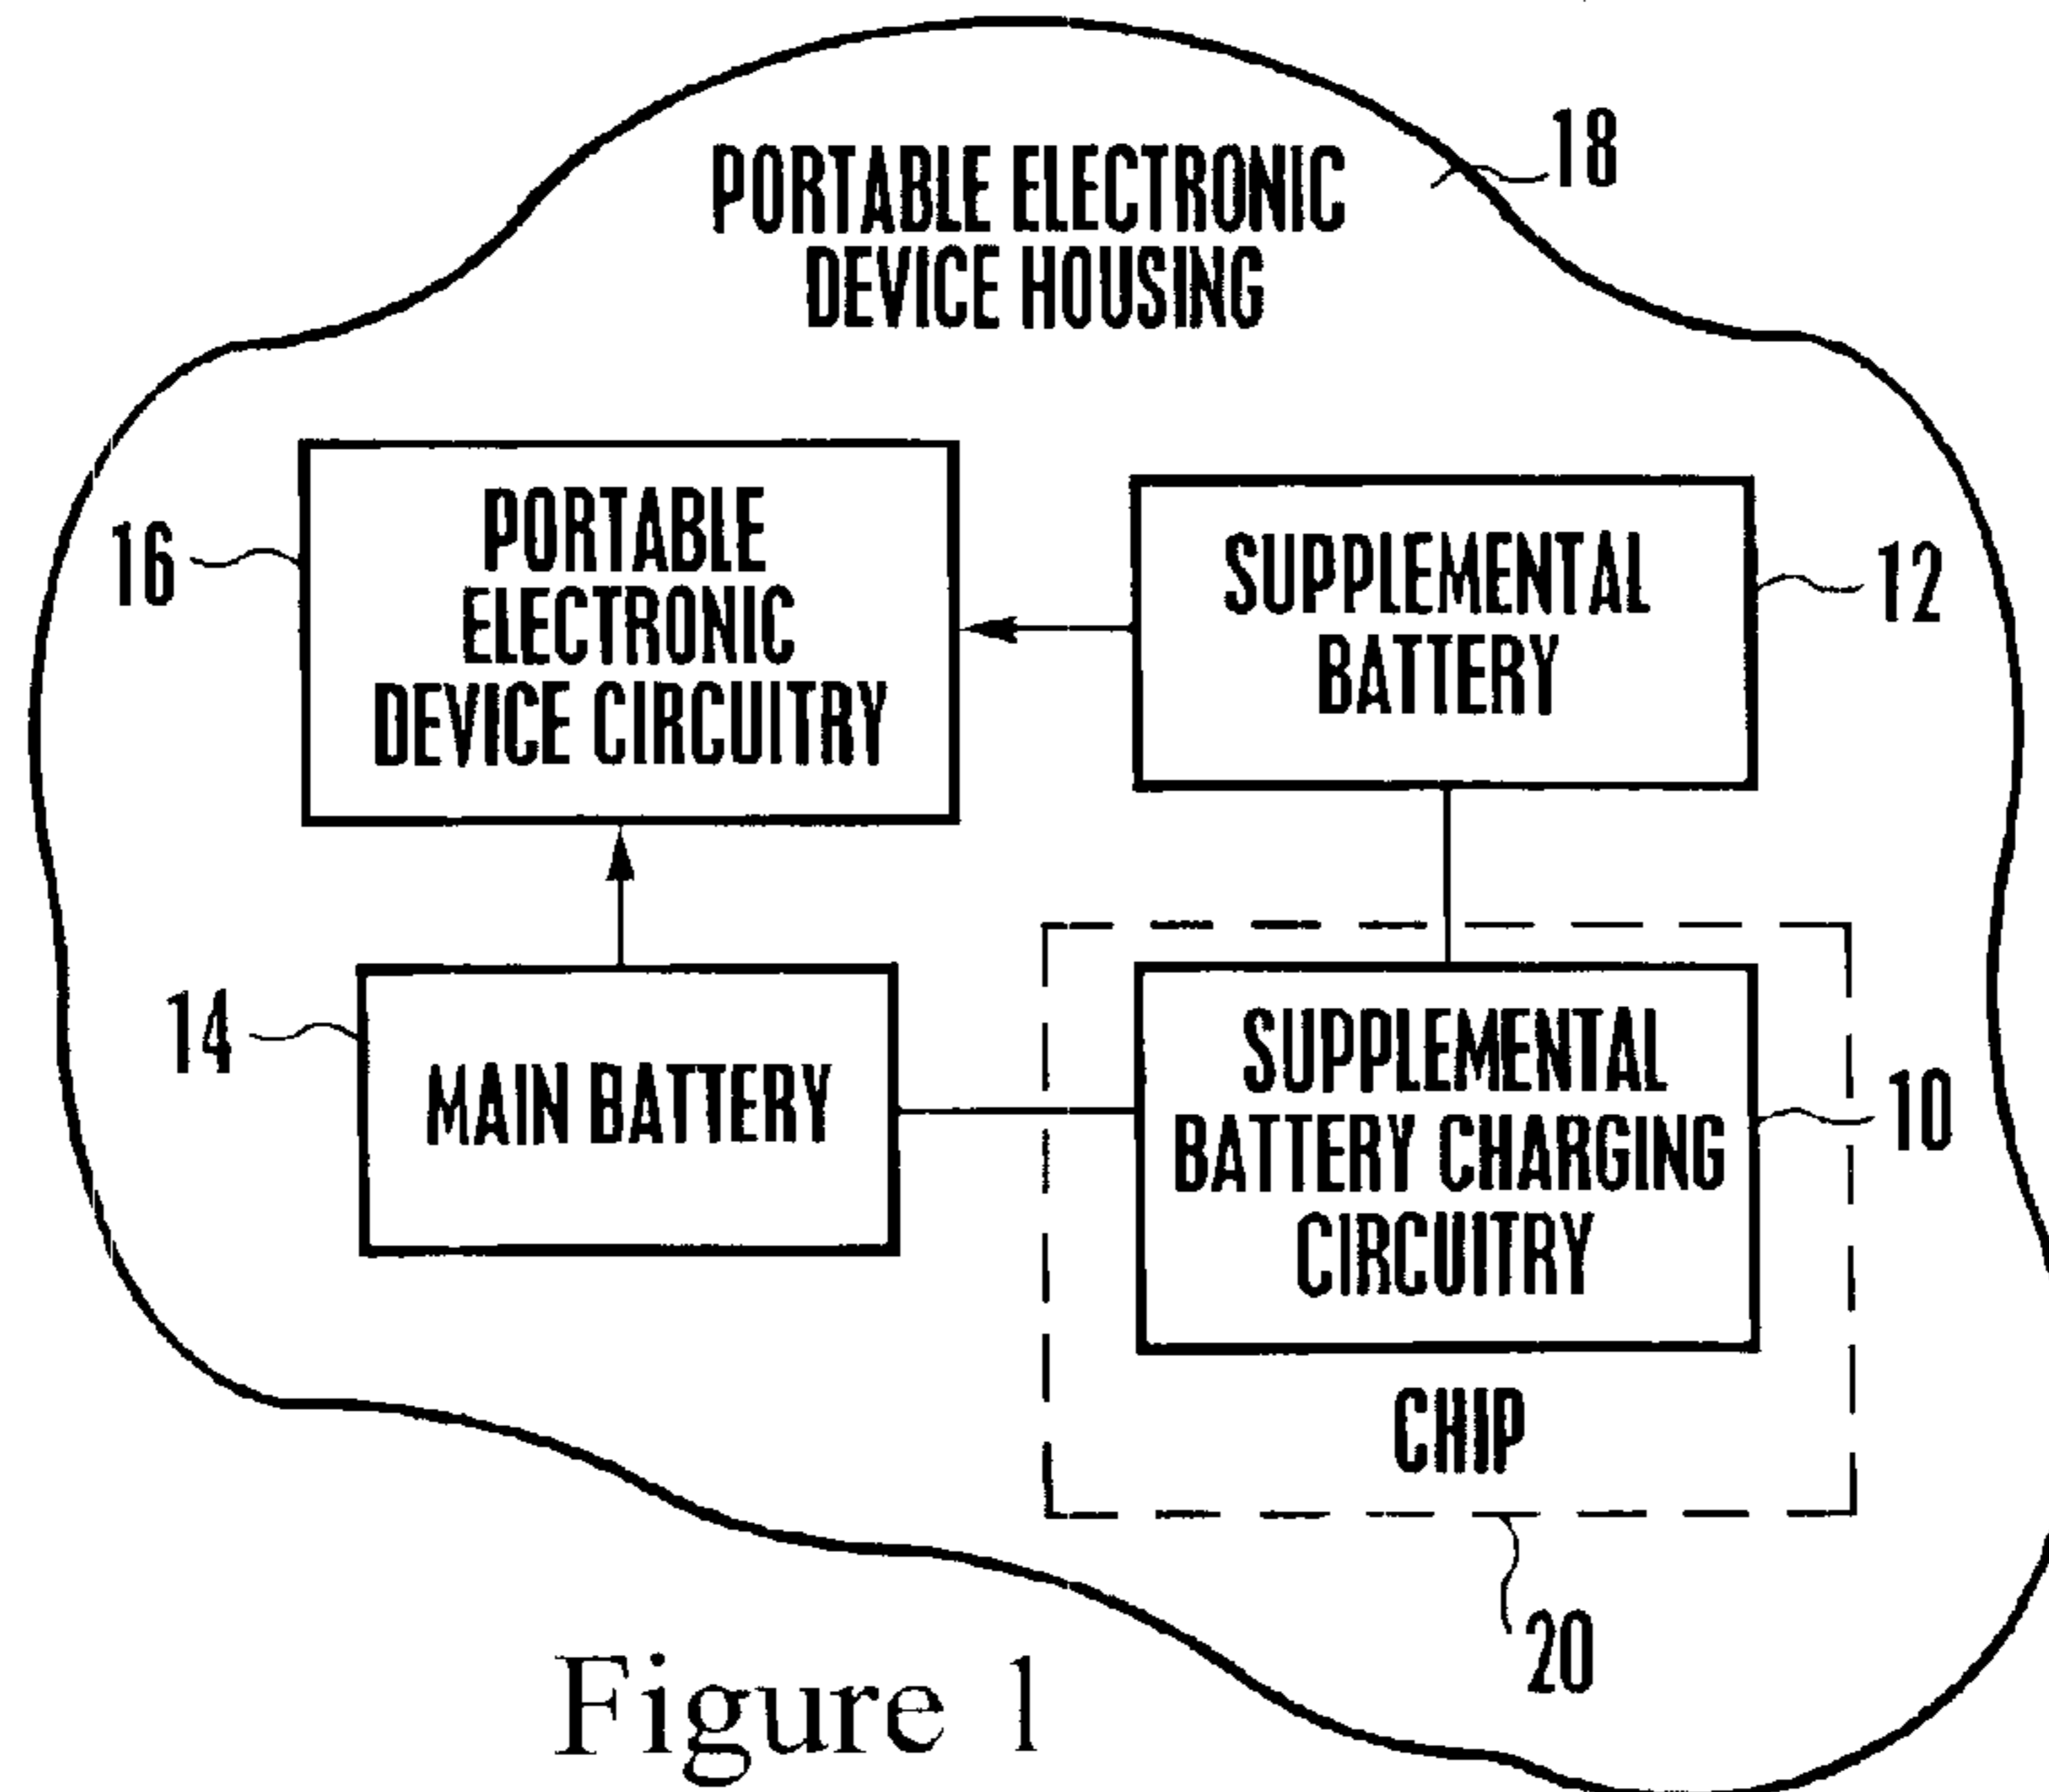 18
PORTABLE ELECTRONIC
DEVICE HOUSING
16
PORTABLE
ELECTRONIC
DEVICE CIRCUITRY
SUPPLEMENTAL
BATTERY
12
14
MAIN BATTERY
SUPPLEMENTAL
BATTERY CHARGING
CIRCUITRY
10
CHIP
20
Figure 1